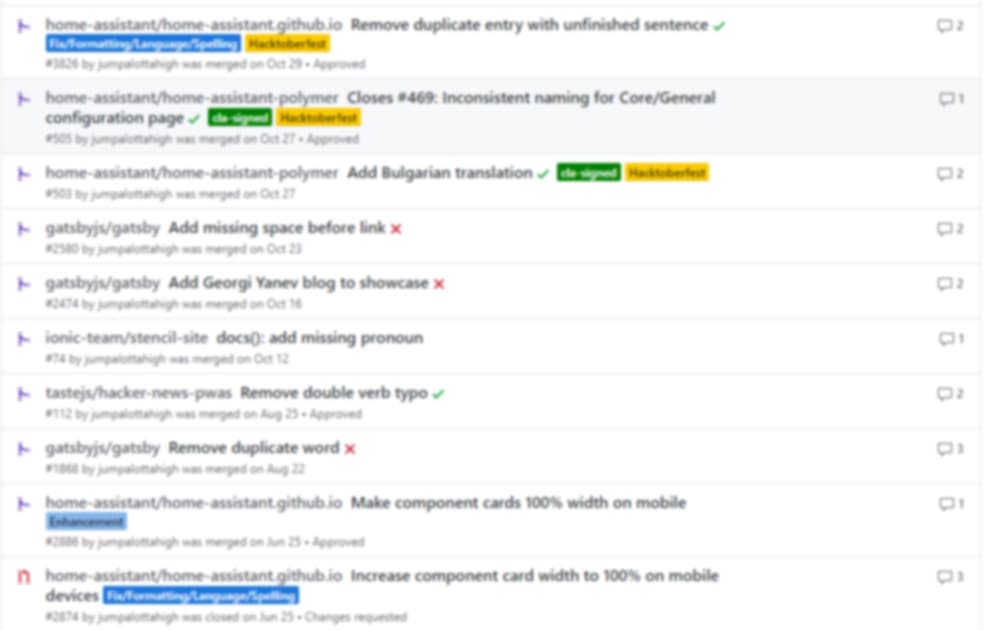 home-assistant/home-assistant.github.io Remove duplicate entry with unfinished sentence 2
Fix/Formatting/Language/Spelling Hacktoberfest
#3826 by jumpalottahigh was merged on Oct 29 • Approved
home-assistant/home-assistant-polymer Closes #469: Inconsistent naming for Core/General 1
configuration page cla-signed Hacktoberfest
#505 by jumpalottahigh was merged on Oct 27 • Approved
home-assistant/home-assistant-polymer Add Bulgarian translation cla-signed Hacktoberfest 2
#503 by jumpalottahigh was merged on Oct 27
gatsbyjs/gatsby Add missing space before link 2
#2580 by jumpalottahigh was merged on Oct 23
gatsbyjs/gatsby Add Georgi Yanev blog to showcase 2
#2474 by jumpalottahigh was merged on Oct 16
ionic-team/stencil-site docs(): add missing pronoun 1
#74 by jumpalottahigh was merged on Oct 12
tastejs/hacker-news-pwas Remove double verb typo 2
#112 by jumpalottahigh was merged on Aug 25 • Approved
gatsbyjs/gatsby Remove duplicate word 3
#1868 by jumpalottahigh was merged on Aug 22
home-assistant/home-assistant.github.io Make component cards 100% width on mobile 1
Enhancement
#2886 by jumpalottahigh was merged on Jun 25 • Approved
home-assistant/home-assistant.github.io Increase component card width to 100% on mobile 3
devices Fix/Formatting/Language/Spelling
#2874 by jumpalottahigh was closed on Jun 25 • Changes requested